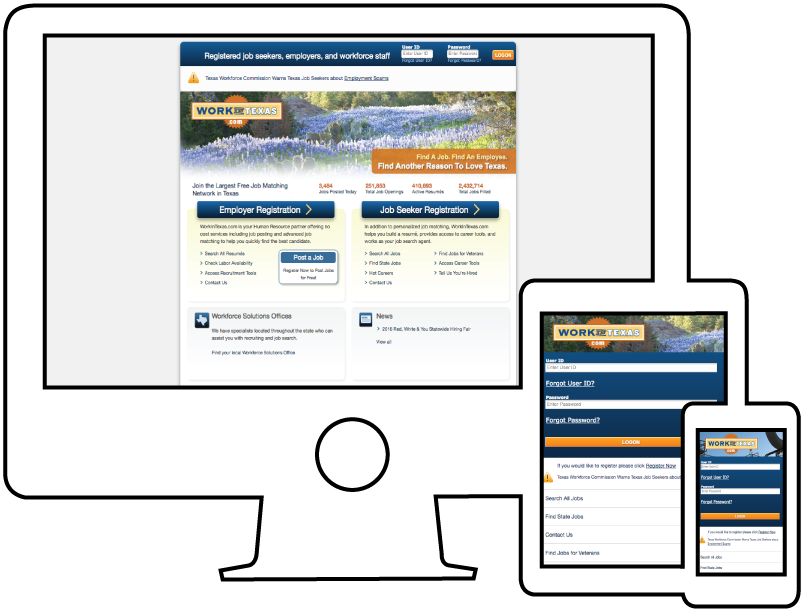 User ID
Password
Registered job seekers, employers, and workforce staff
Enter User ID
Enter Password
LOGON
Forgot User ID?
Forgot Password?
Texas Workforce Commission Warns Texas Job Seekers about Employment Scams
WORK IN TEXAS
.com
Find A Job. Find An Employee.
Find Another Reason To Love Texas.
Join the Largest Free Job Matching
Network in Texas
3,484
Jobs Posted Today
251,853
Total Job Openings
410,693
Active Resumés
2,432,714
Total Jobs Filled
Employer Registration >
WorkInTexas.com is your Human Resource partner offering no
cost services including job posting and advanced job
matching to help you quickly find the best candidate.
> Search All Resumés
> Check Labor Availability
> Access Recruitment Tools
> Contact Us
Post a Job
Register Now to Post Jobs
for Free!
Job Seeker Registration >
In addition to personalized job matching, WorkInTexas.com
helps you build a resumé, provides access to career tools, and
works as your job search agent.
> Search All Jobs
> Find State Jobs
> Hot Careers
> Contact Us
> Find Jobs for Veterans
> Access Career Tools
> Tell Us You're Hired
Workforce Solutions Offices
We have specialists located throughout the state who can
assist you with recruiting and job search.
Find your local Workforce Solutions Office
News
> 2016 Red, White & You Statewide Hiring Fair
View all
WORK IN TEXAS
.com
User ID
Enter User ID
Forgot User ID?
Password
Enter Password
Forgot Password?
LOGON
If you would like to register please click Register Now
Texas Workforce Commission Warns Texas Job Seekers about
Search All Jobs
Find State Jobs
Contact Us
Find Jobs for Veterans
WORK IN TEXAS
.com
User ID
Enter User ID
Forgot User ID?
Password
Enter Password
Forgot Password?
LOGON
If you would like to register please click Register Now
Texas Workforce Commission Warns Texas Job Seekers about
Employment Scams
Search All Jobs
Find State Jobs